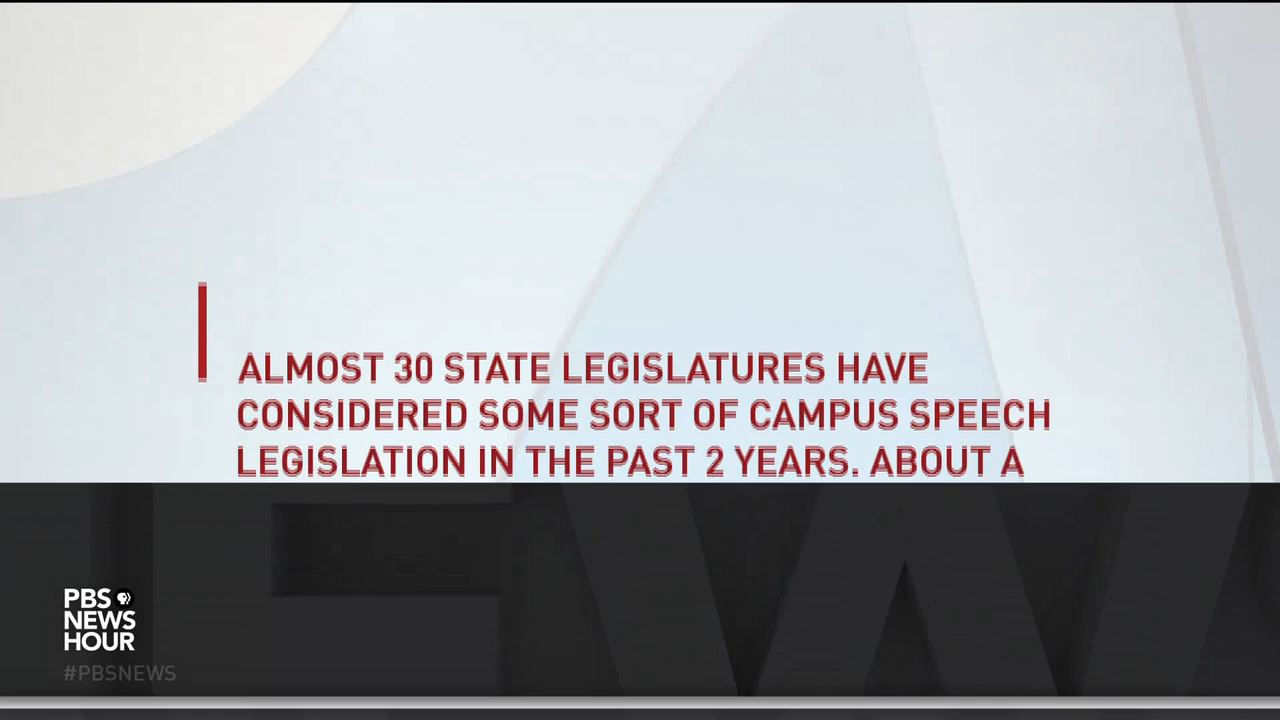 ALMOST 30 STATE LEGISLATURES HAVE
CONSIDERED SOME SORT OF CAMPUS SPEECH
LEGISLATION IN THE PAST 2 YEARS. ABOUT A
PBS
NEWS
HOUR
#PBSNEWS